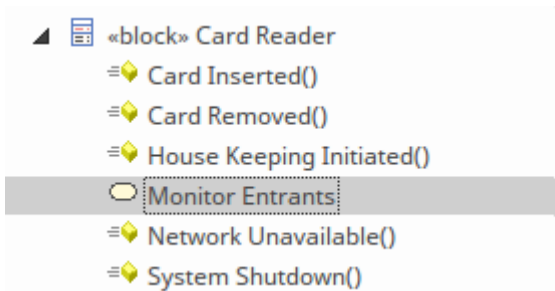 «block» Card Reader
Card Inserted()
Card Removed()
House Keeping Initiated()
Monitor Entrants
Network Unavailable()
System Shutdown()